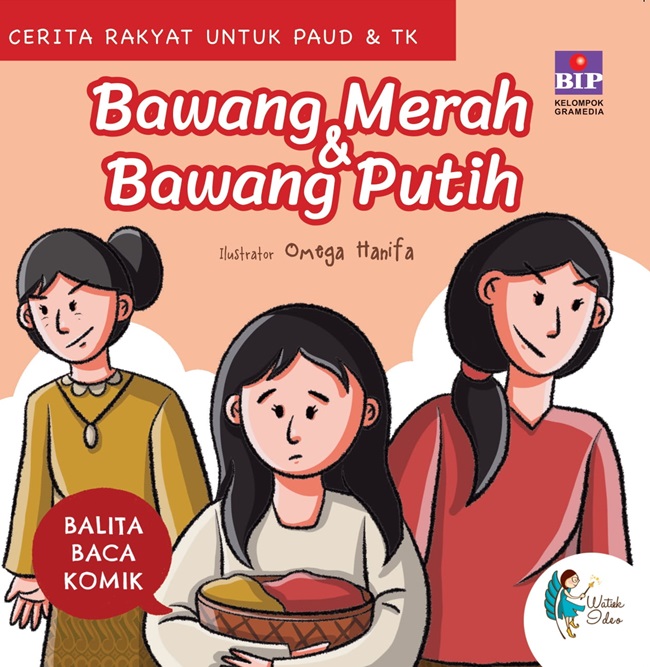 CERITA RAKYAT UNTUK PAUD & TK
BIP
KELOMPOK
GRAMEDIA
Bawang Merah
&
Bawang Putih
Ilustrator Omega Hanifa
BALITA
BACA
KOMIK
Watiek
Ideo